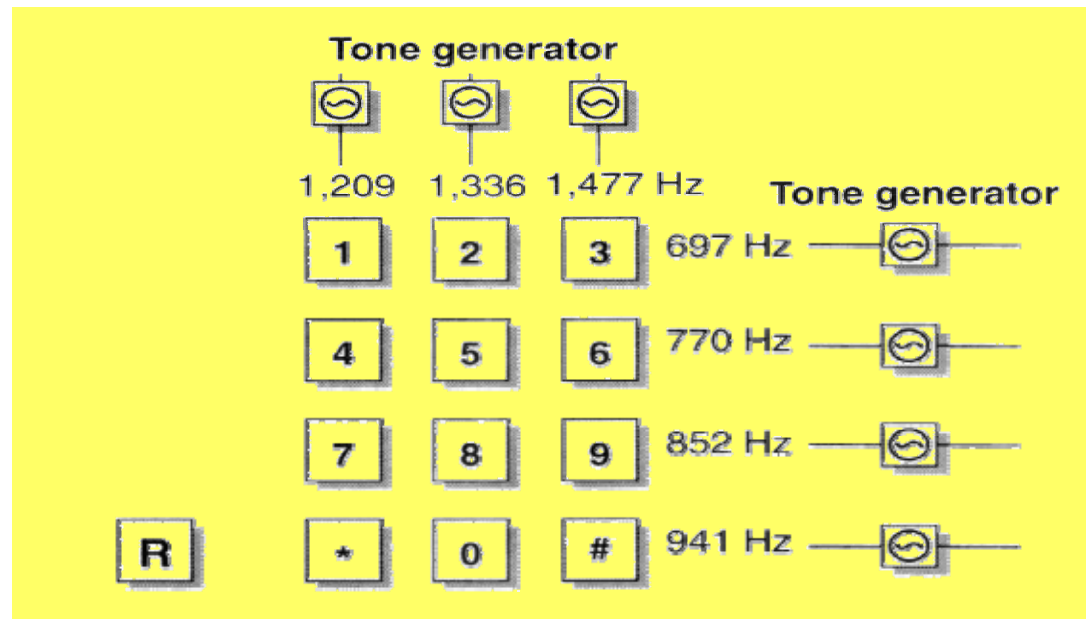 Tone generator
1,209 1,336 1,477 Hz
Tone generator
1 2 3 697 Hz
4 5 6 770 Hz
7 8 9 852 Hz
R * 0 # 941 Hz